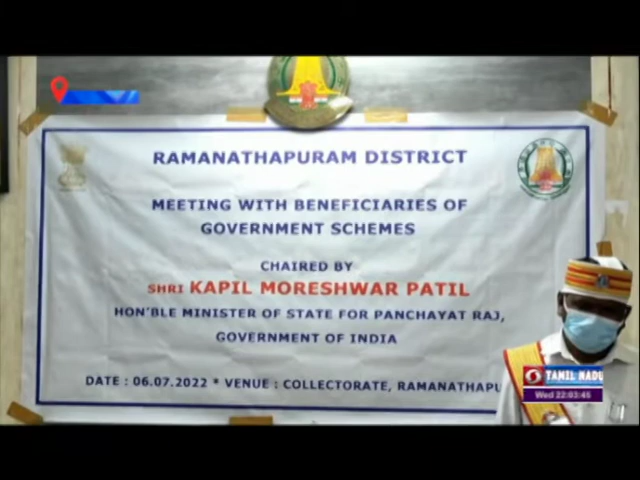 RAMANATHAPURAM DISTRICT
MEETING WITH BENEFICIARIES OF
GOVERNMENT SCHEMES
CHAIRED BY
SHRI KAPIL MORESHWAR PATIL
HON'BLE MINISTER OF STATE FOR PANCHAYAT RAJ,
GOVERNMENT OF INDIA
DATE : 06.07.2022 * VENUE : COLLECTORATE, RAMANATHAPU
TAMIL NADU
Wed 22:03:45